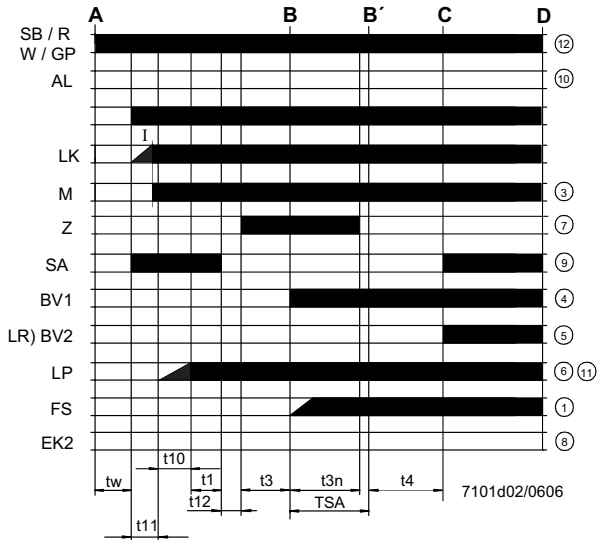 A B B´ C D
SB / R
W / GP ⑫
AL ⑩
I
LK
M ③
Z ⑦
SA ⑨
BV1 ④
LR) BV2 ⑤
LP ⑥ ⑪
FS ①
EK2 ⑧
t10
tw t1 t3 t3n t4 7101d02/0606
t12 TSA
t11